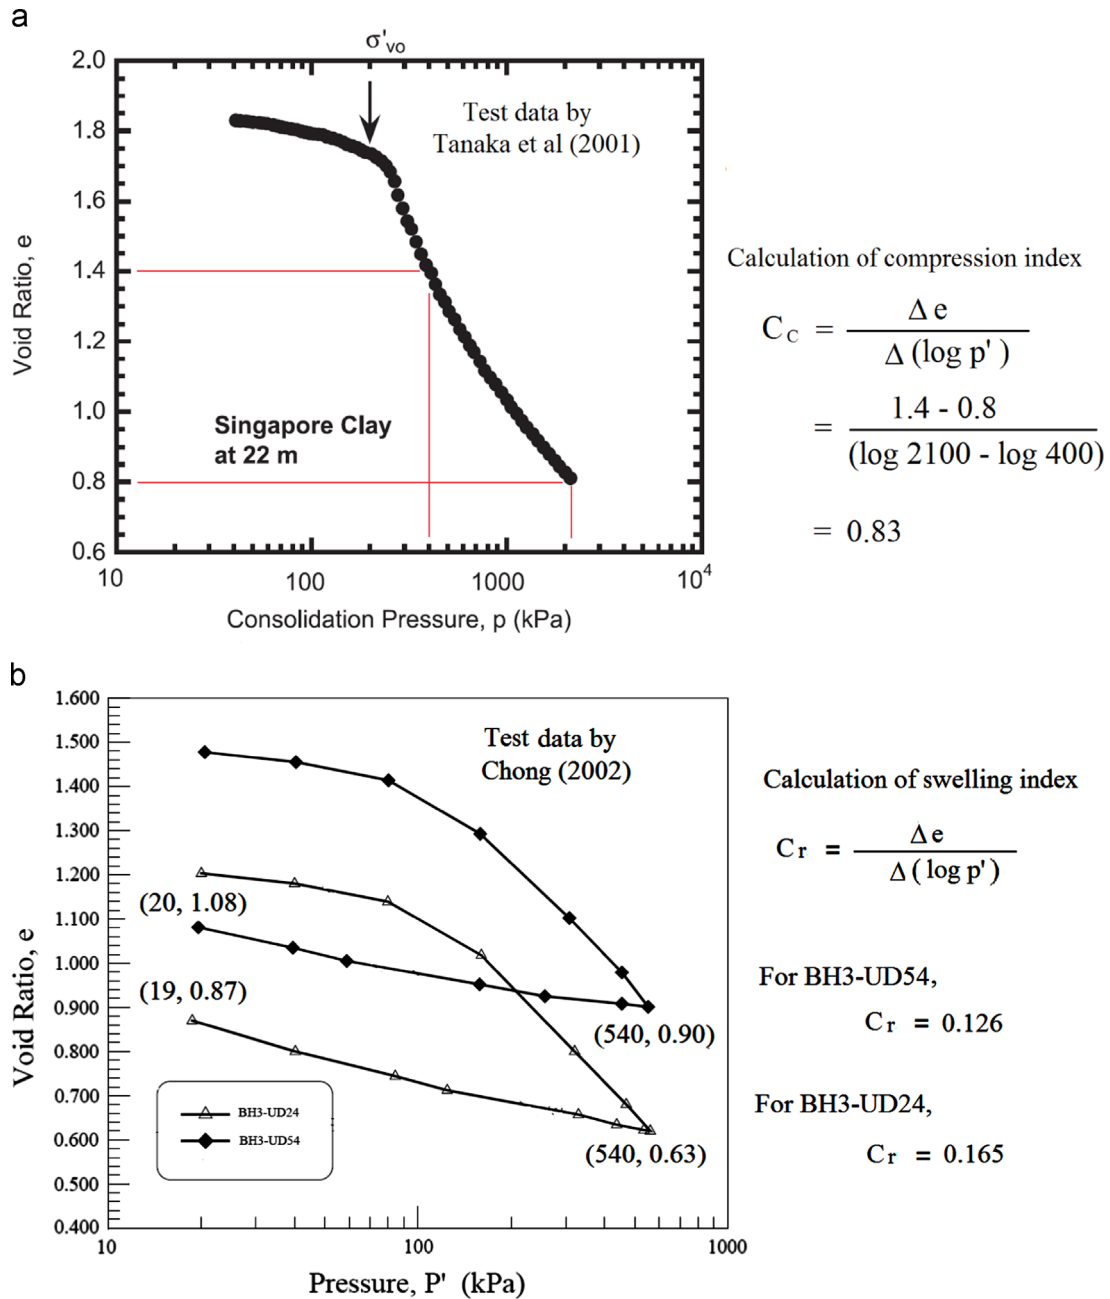 a
σ'vo
2.0
1.8
1.6
1.4
1.2
1.0
0.8
0.6
Void Ratio, e
Test data by
Tanaka et al (2001)
Singapore Clay
at 22 m
10
100
1000
10⁴
Consolidation Pressure, p (kPa)
Calculation of compression index
C_C = Δe / Δ(log p')
= 1.4 - 0.8 / (log 2100 - log 400)
= 0.83
b
1.600
1.500
1.400
1.300
1.200
1.100
1.000
0.900
0.800
0.700
0.600
0.500
0.400
Void Ratio, e
Test data by
Chong (2002)
(20, 1.08)
(19, 0.87)
(540, 0.90)
(540, 0.63)
BH3-UD24
BH3-UD54
10
100
1000
Pressure, P' (kPa)
Calculation of swelling index
Cr = Δe / Δ(log p')
For BH3-UD54,
Cr = 0.126
For BH3-UD24,
Cr = 0.165